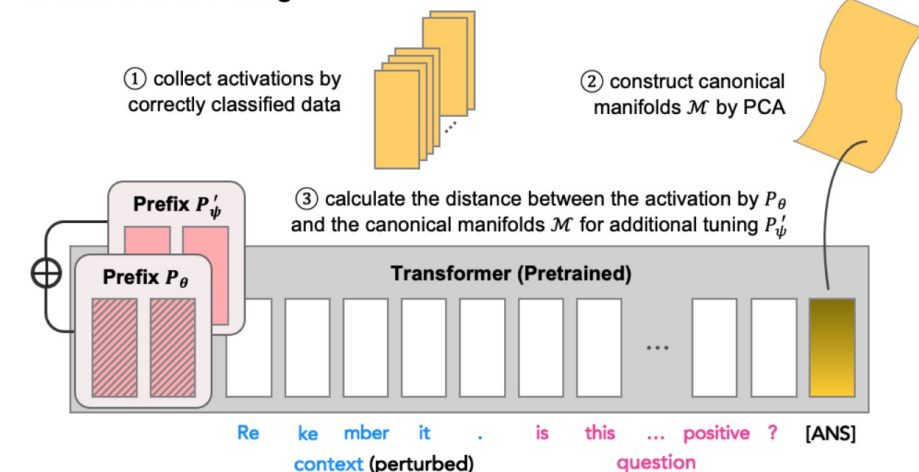 ① collect activations by
correctly classified data
② construct canonical
manifolds ℳ by PCA
③ calculate the distance between the activation by P_θ
and the canonical manifolds ℳ for additional tuning P′_ψ
Prefix P′_ψ
Prefix P_θ
Transformer (Pretrained)
...
Re ke mber it . is this ... positive ? [ANS]
context (perturbed) question